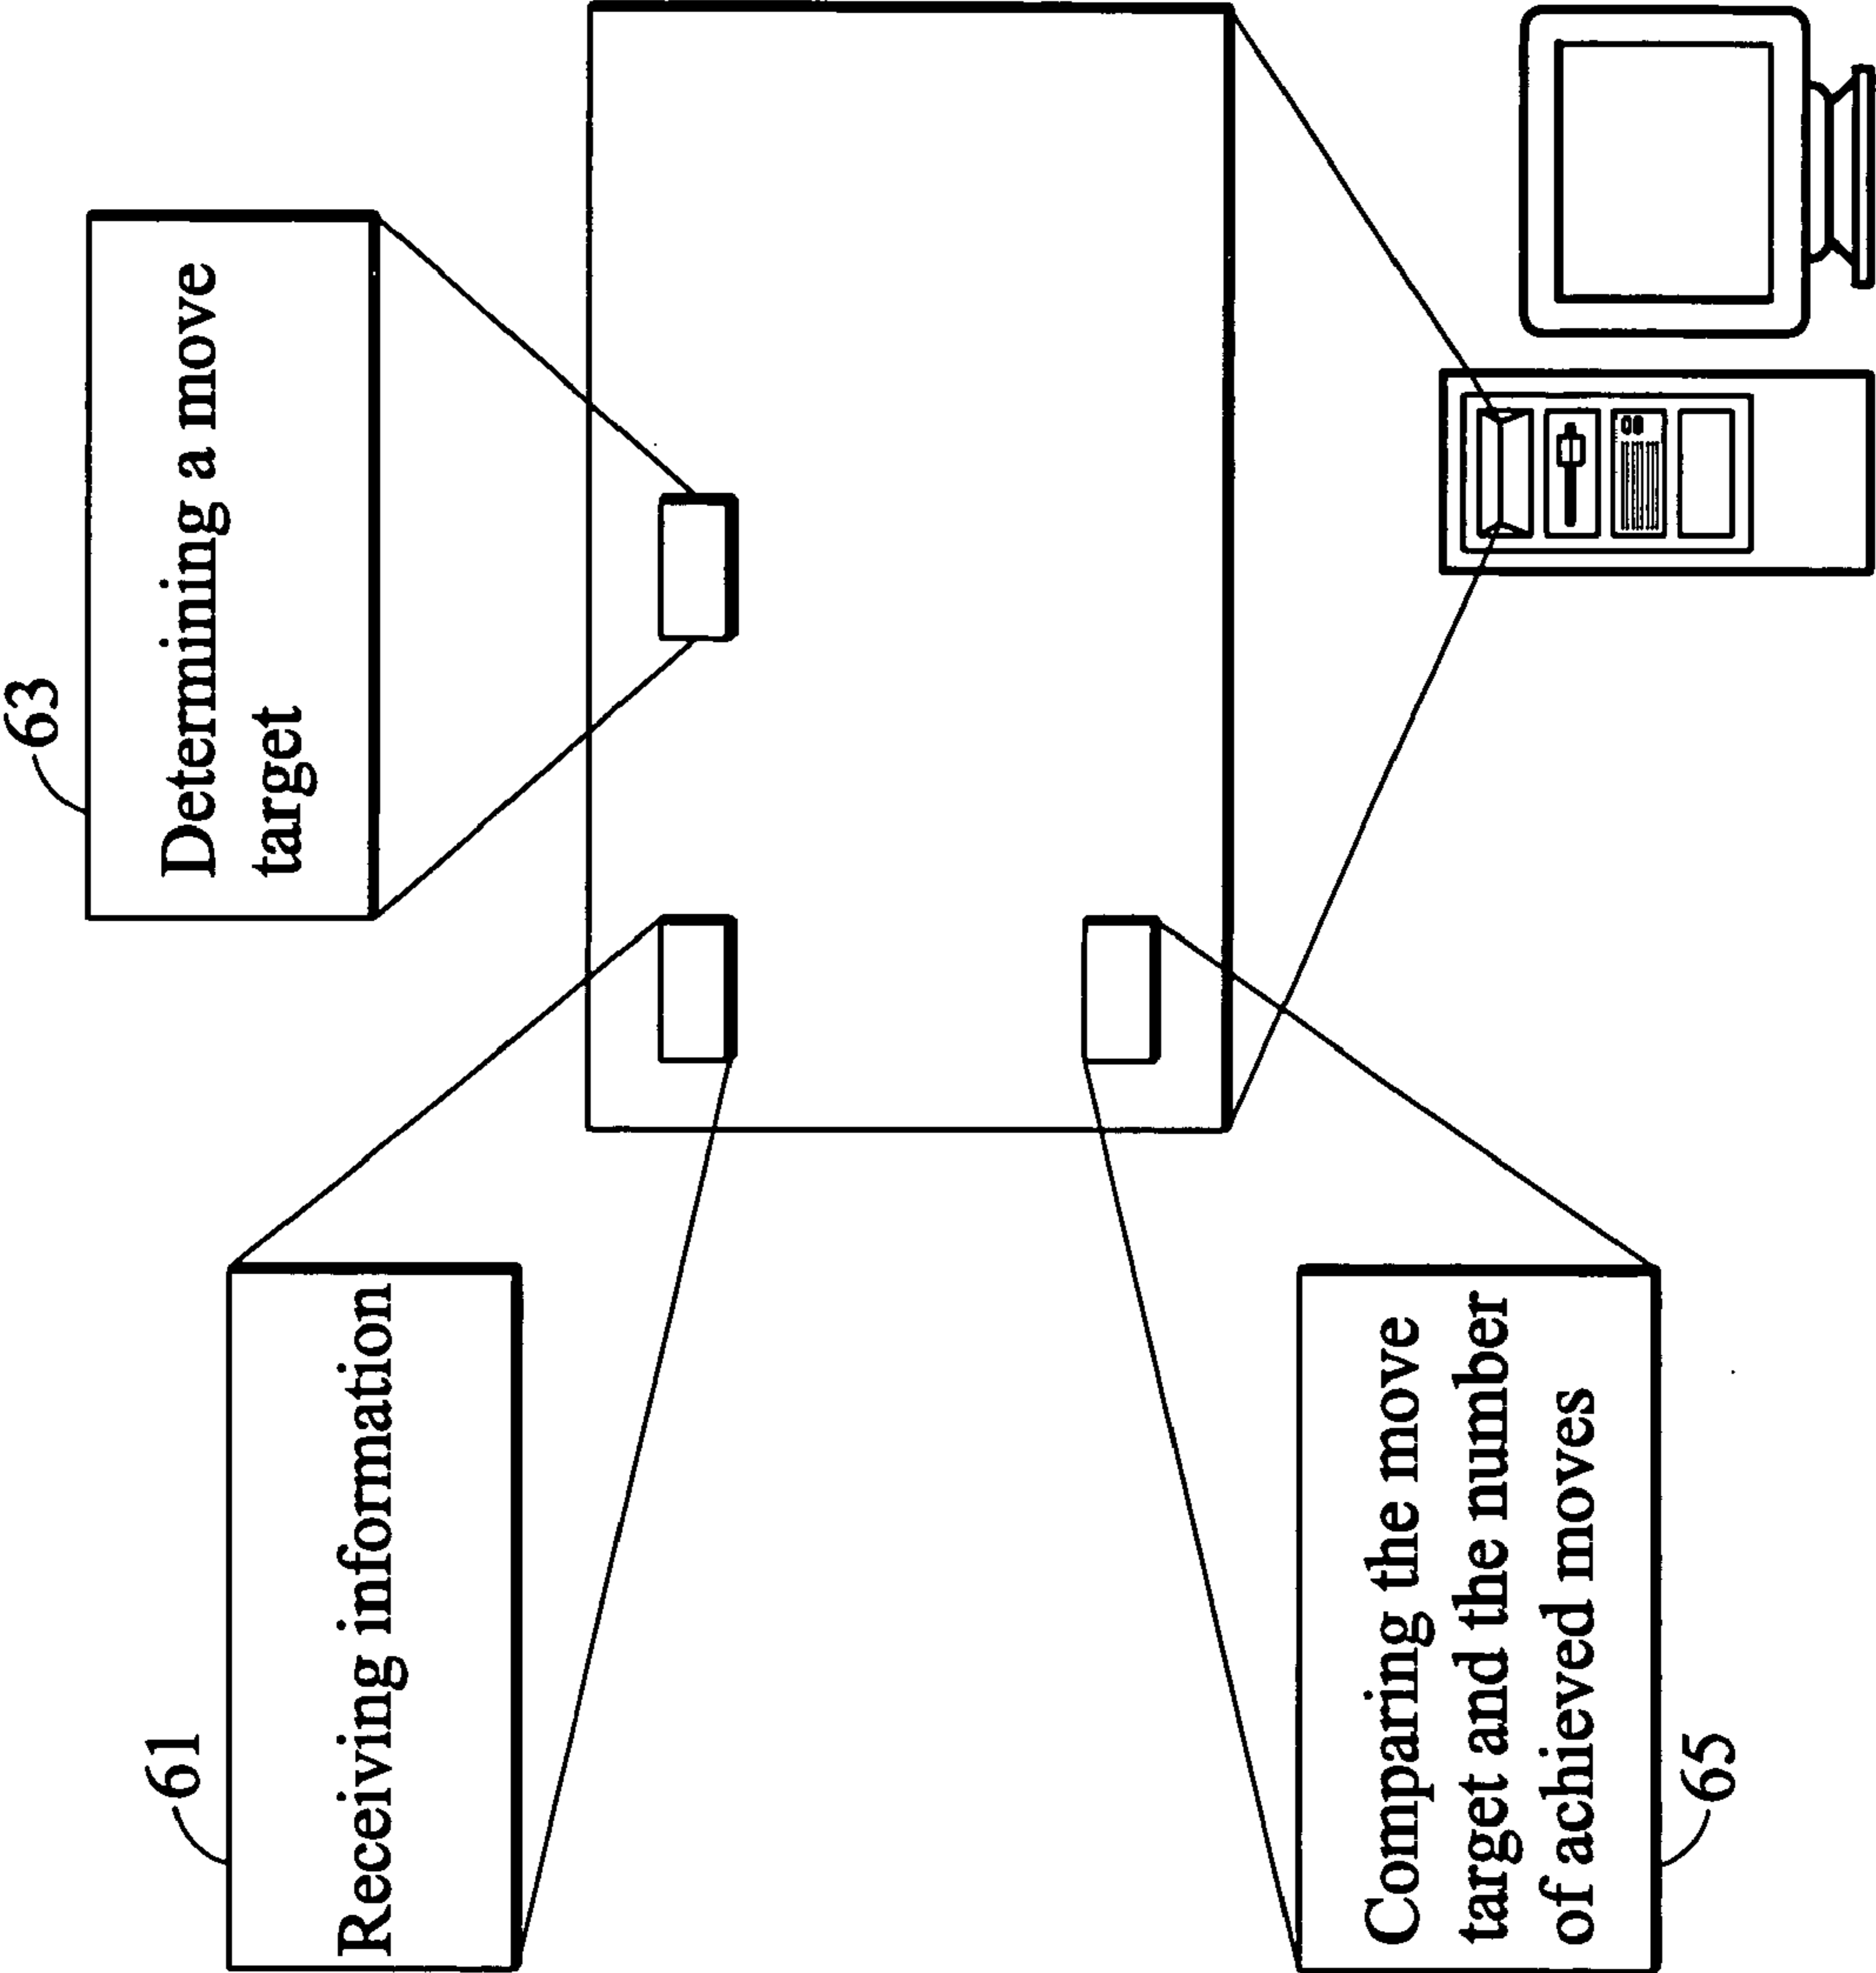 61
Receiving information
63
Determining a move
target
65
Comparing the move
target and the number
of achieved moves